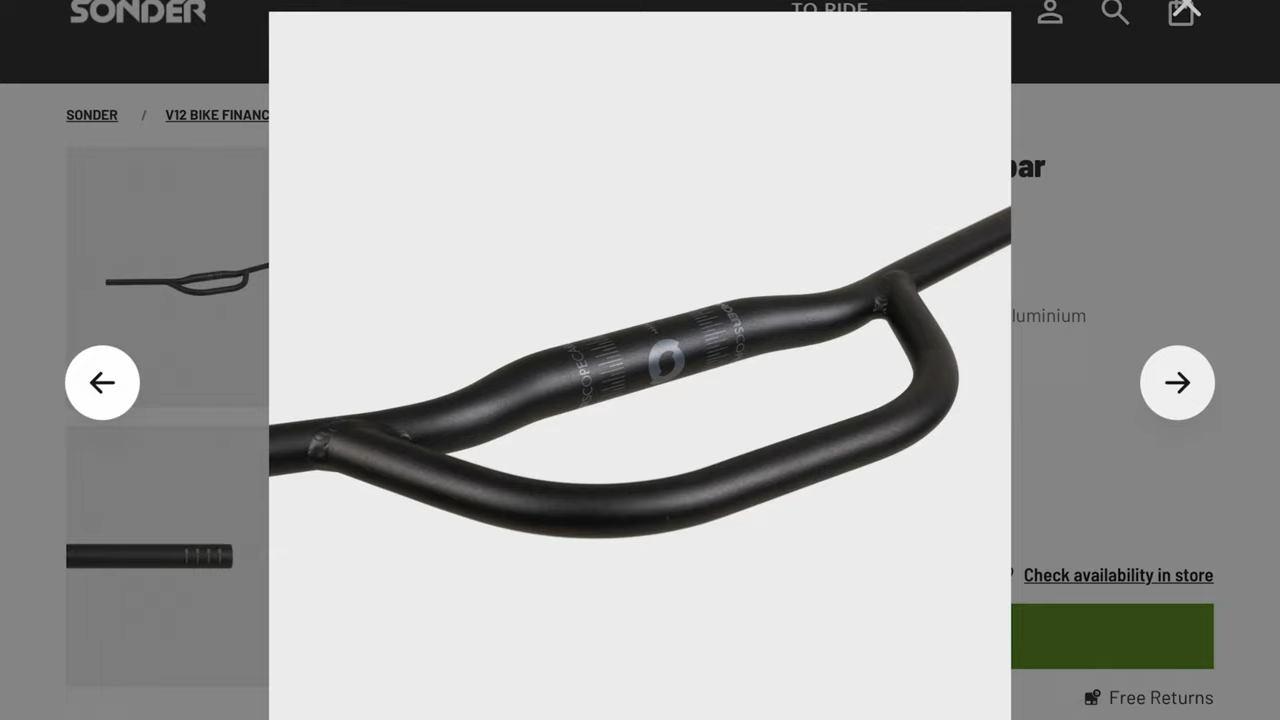 SONDER
TO RIDE
SONDER / V12 BIKE FINANC
bar
luminium
Check availability in store
Free Returns